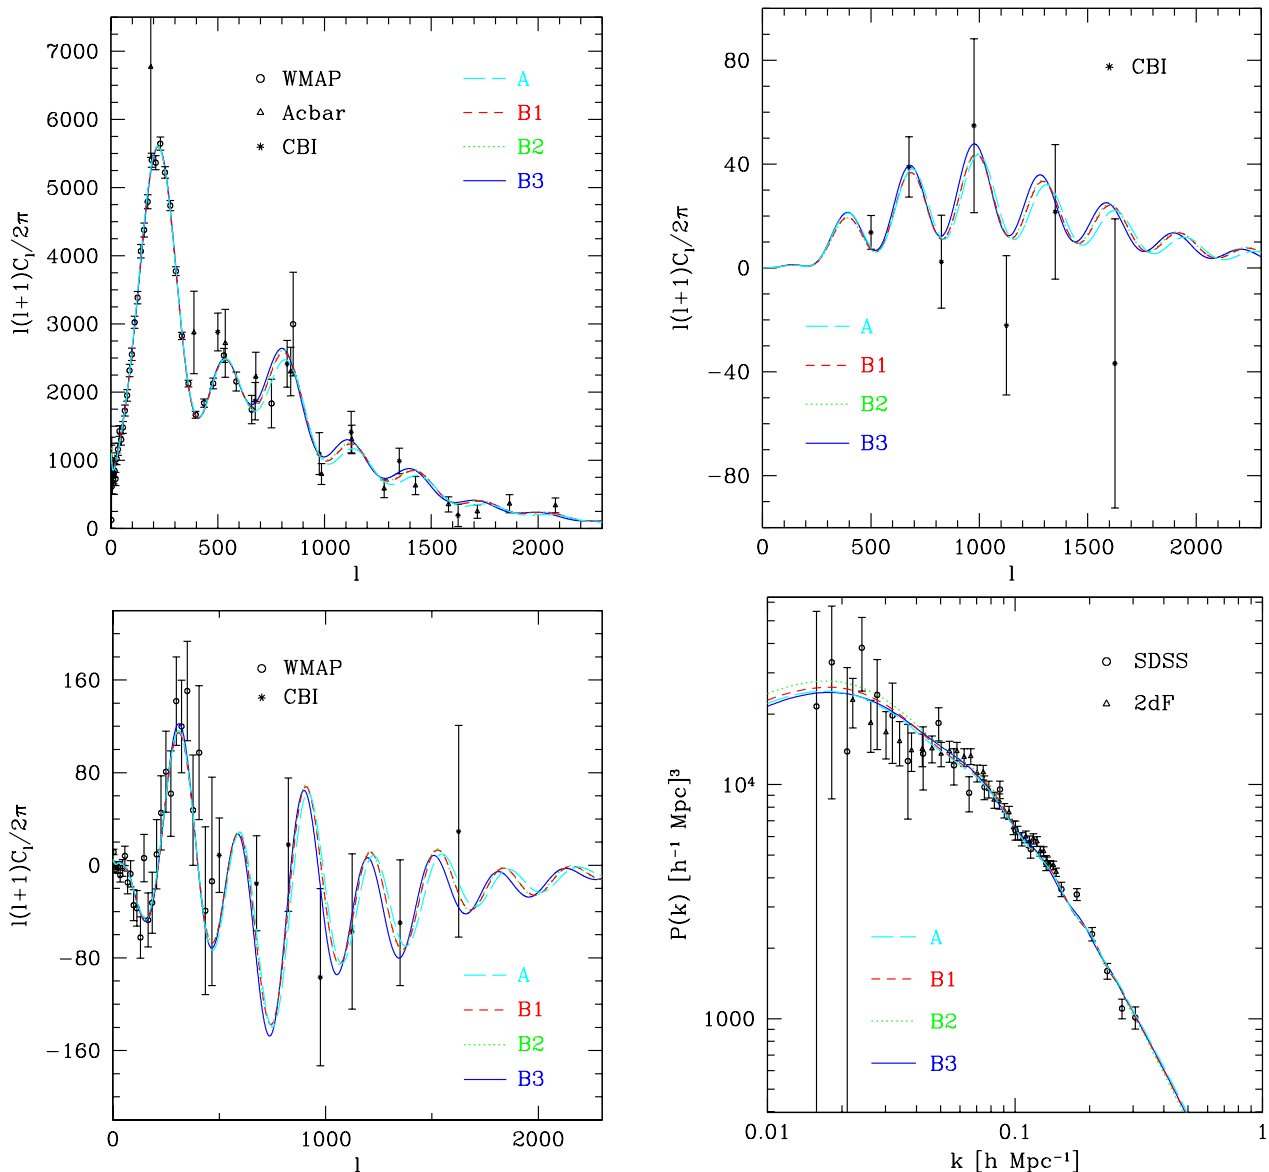 7000
6000
5000
4000
3000
2000
1000
0
l(l+1)Cl/2π
WMAP
Acbar
CBI
A
B1
B2
B3
0 500 1000 1500 2000
l
80
40
0
−40
−80
l(l+1)Cl/2π
CBI
A
B1
B2
B3
0 500 1000 1500 2000
l
160
80
0
−80
−160
l(l+1)Cl/2π
WMAP
CBI
A
B1
B2
B3
0 1000 2000
l
10⁴
1000
P(k) [h⁻¹ Mpc]³
SDSS
2dF
A
B1
B2
B3
0.01 0.1 1
k [h Mpc⁻¹]